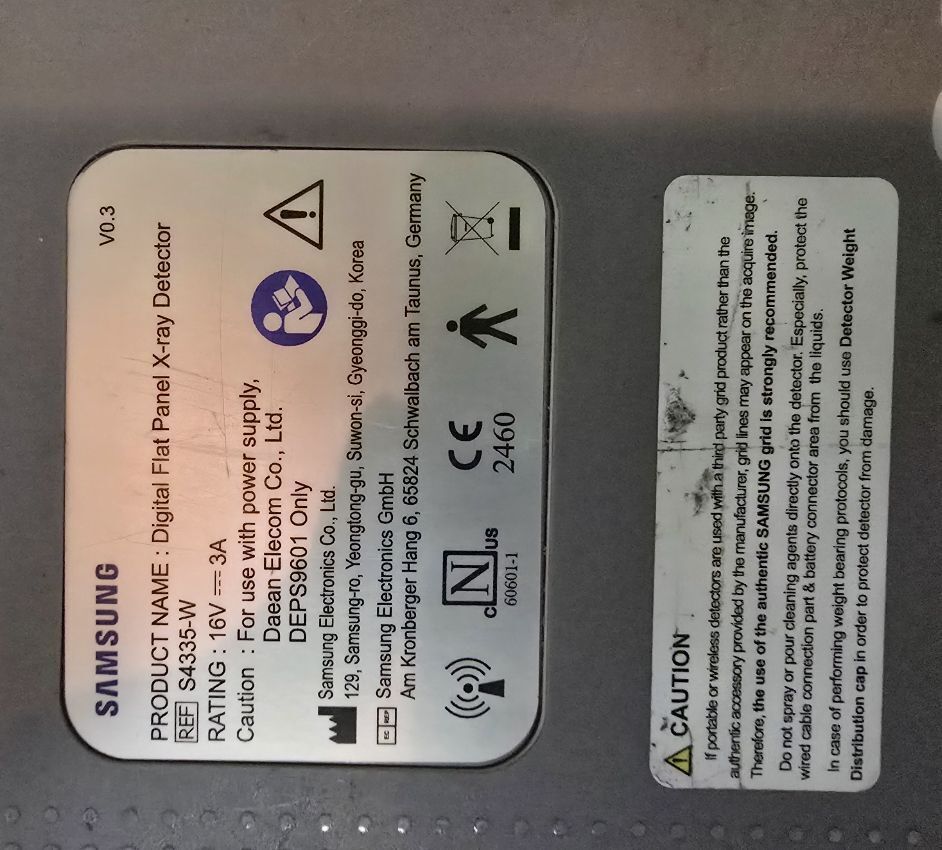 SAMSUNG
V0.3
PRODUCT NAME : Digital Flat Panel X-ray Detector
REF S4335-W
RATING : 16V ⎓ 3A
Caution : For use with power supply,
Daean Elecom Co., Ltd.
DEPS9601 Only
Samsung Electronics Co., Ltd.
129, Samsung-ro, Yeongtong-gu, Suwon-si, Gyeonggi-do, Korea
EC REP Samsung Electronics GmbH
Am Kronberger Hang 6, 65824 Schwalbach am Taunus, Germany
c N us
60601-1
CE
2460
CAUTION
If portable or wireless detectors are used with a third party grid product rather than the
authentic accessory provided by the manufacturer, grid lines may appear on the acquire image.
Therefore, the use of the authentic SAMSUNG grid is strongly recommended.
Do not spray or pour cleaning agents directly onto the detector. Especially, protect the
wired cable connection part & battery connector area from the liquids.
In case of performing weight bearing protocols, you should use Detector Weight
Distribution cap in order to protect detector from damage.